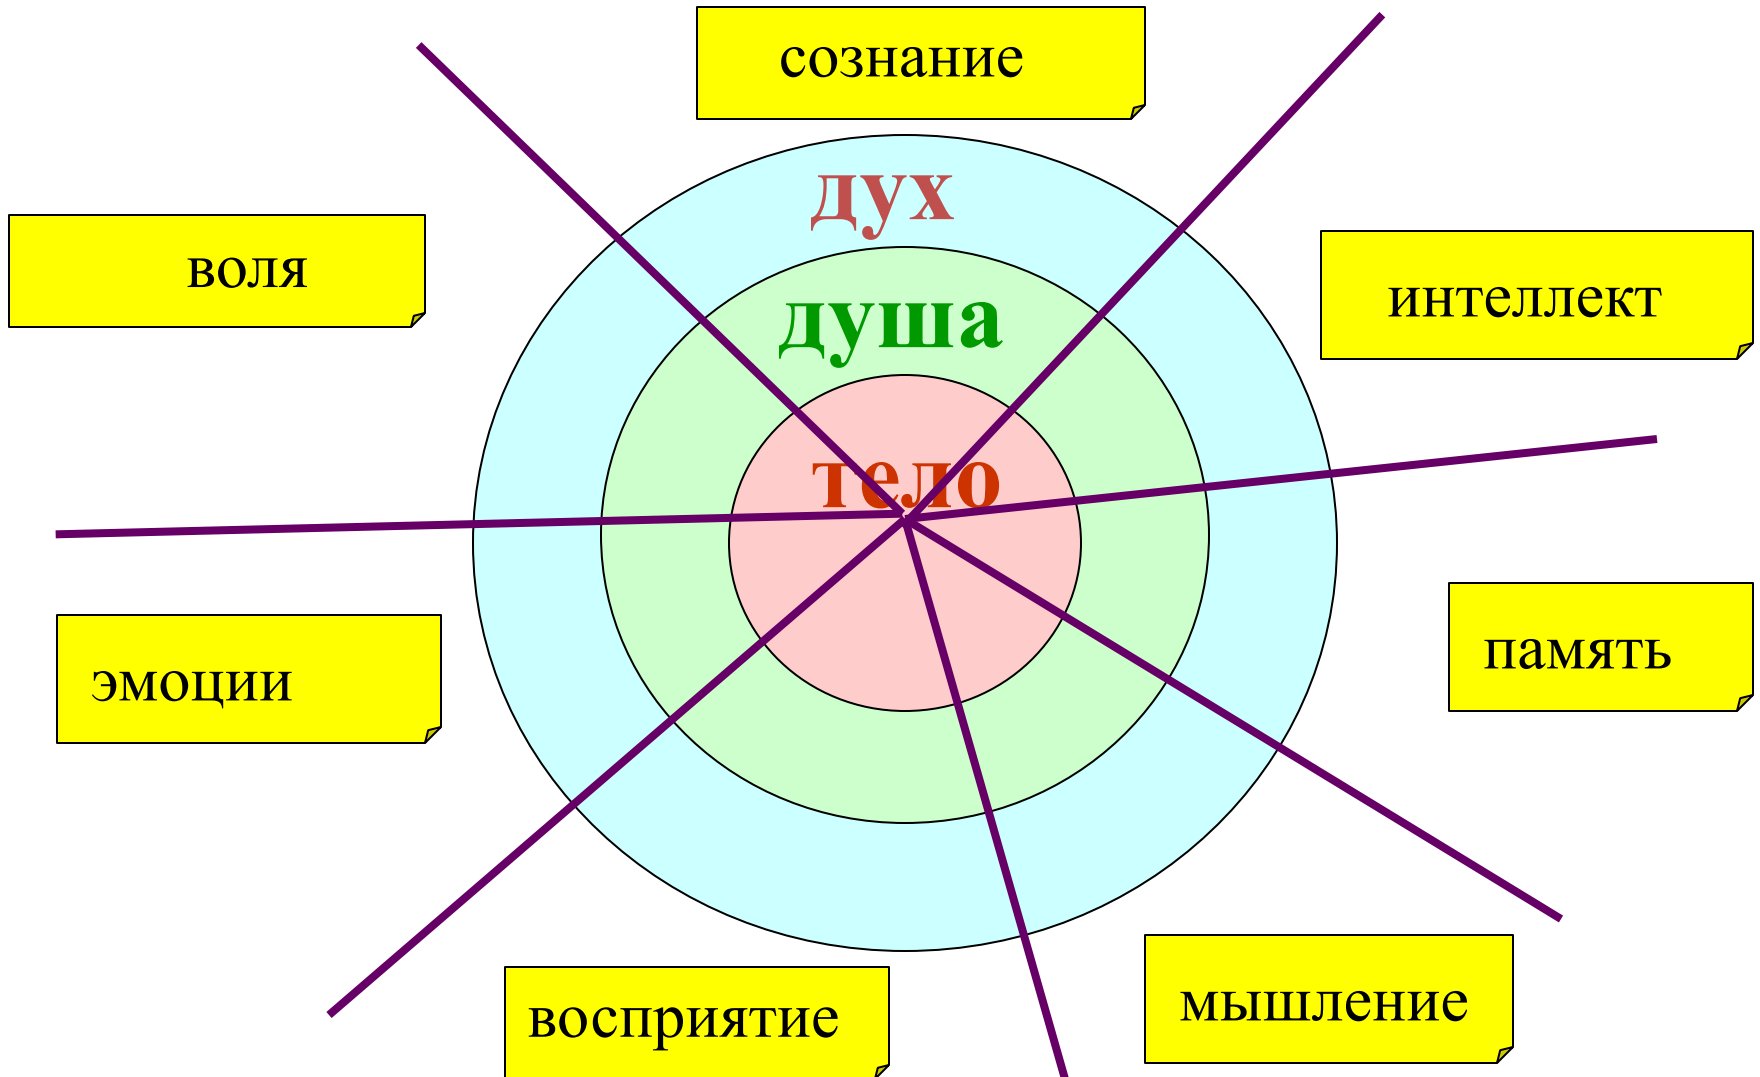 сознание
дух
воля
интеллект
душа
тело
память
эмоции
мышление
восприятие